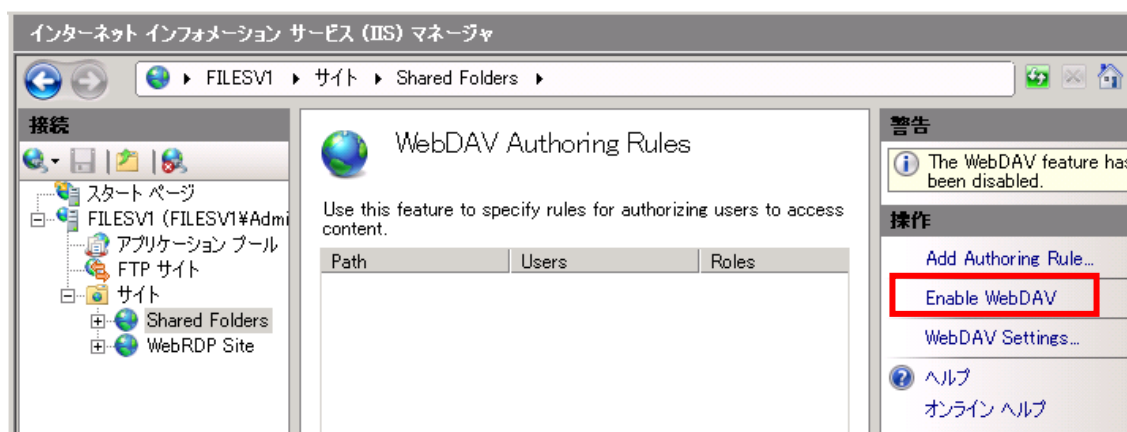 インターネット インフォメーション サービス (IIS) マネージャ
FILESV1 サイト Shared Folders
接続
スタート ページ
FILESV1 (FILESV1¥Admi
アプリケーション プール
FTP サイト
サイト
Shared Folders
WebRDP Site
WebDAV Authoring Rules
Use this feature to specify rules for authorizing users to access
content.
Path Users Roles
警告
The WebDAV feature has
been disabled.
操作
Add Authoring Rule...
Enable WebDAV
WebDAV Settings...
ヘルプ
オンライン ヘルプ